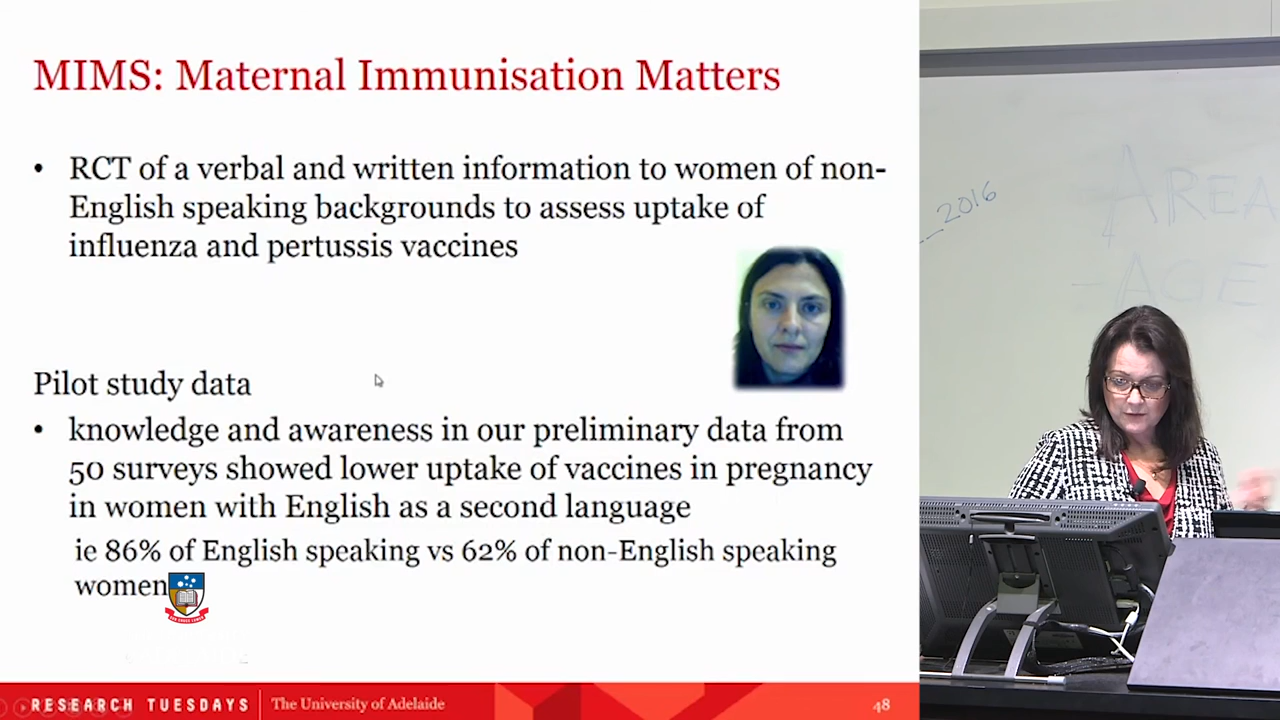 MIMS: Maternal Immunisation Matters
• RCT of a verbal and written information to women of non-
English speaking backgrounds to assess uptake of
influenza and pertussis vaccines
Pilot study data
• knowledge and awareness in our preliminary data from
50 surveys showed lower uptake of vaccines in pregnancy
in women with English as a second language
ie 86% of English speaking vs 62% of non-English speaking
women
RESEARCH TUESDAYS
The University of Adelaide
48
2016
-AREA
-AGE